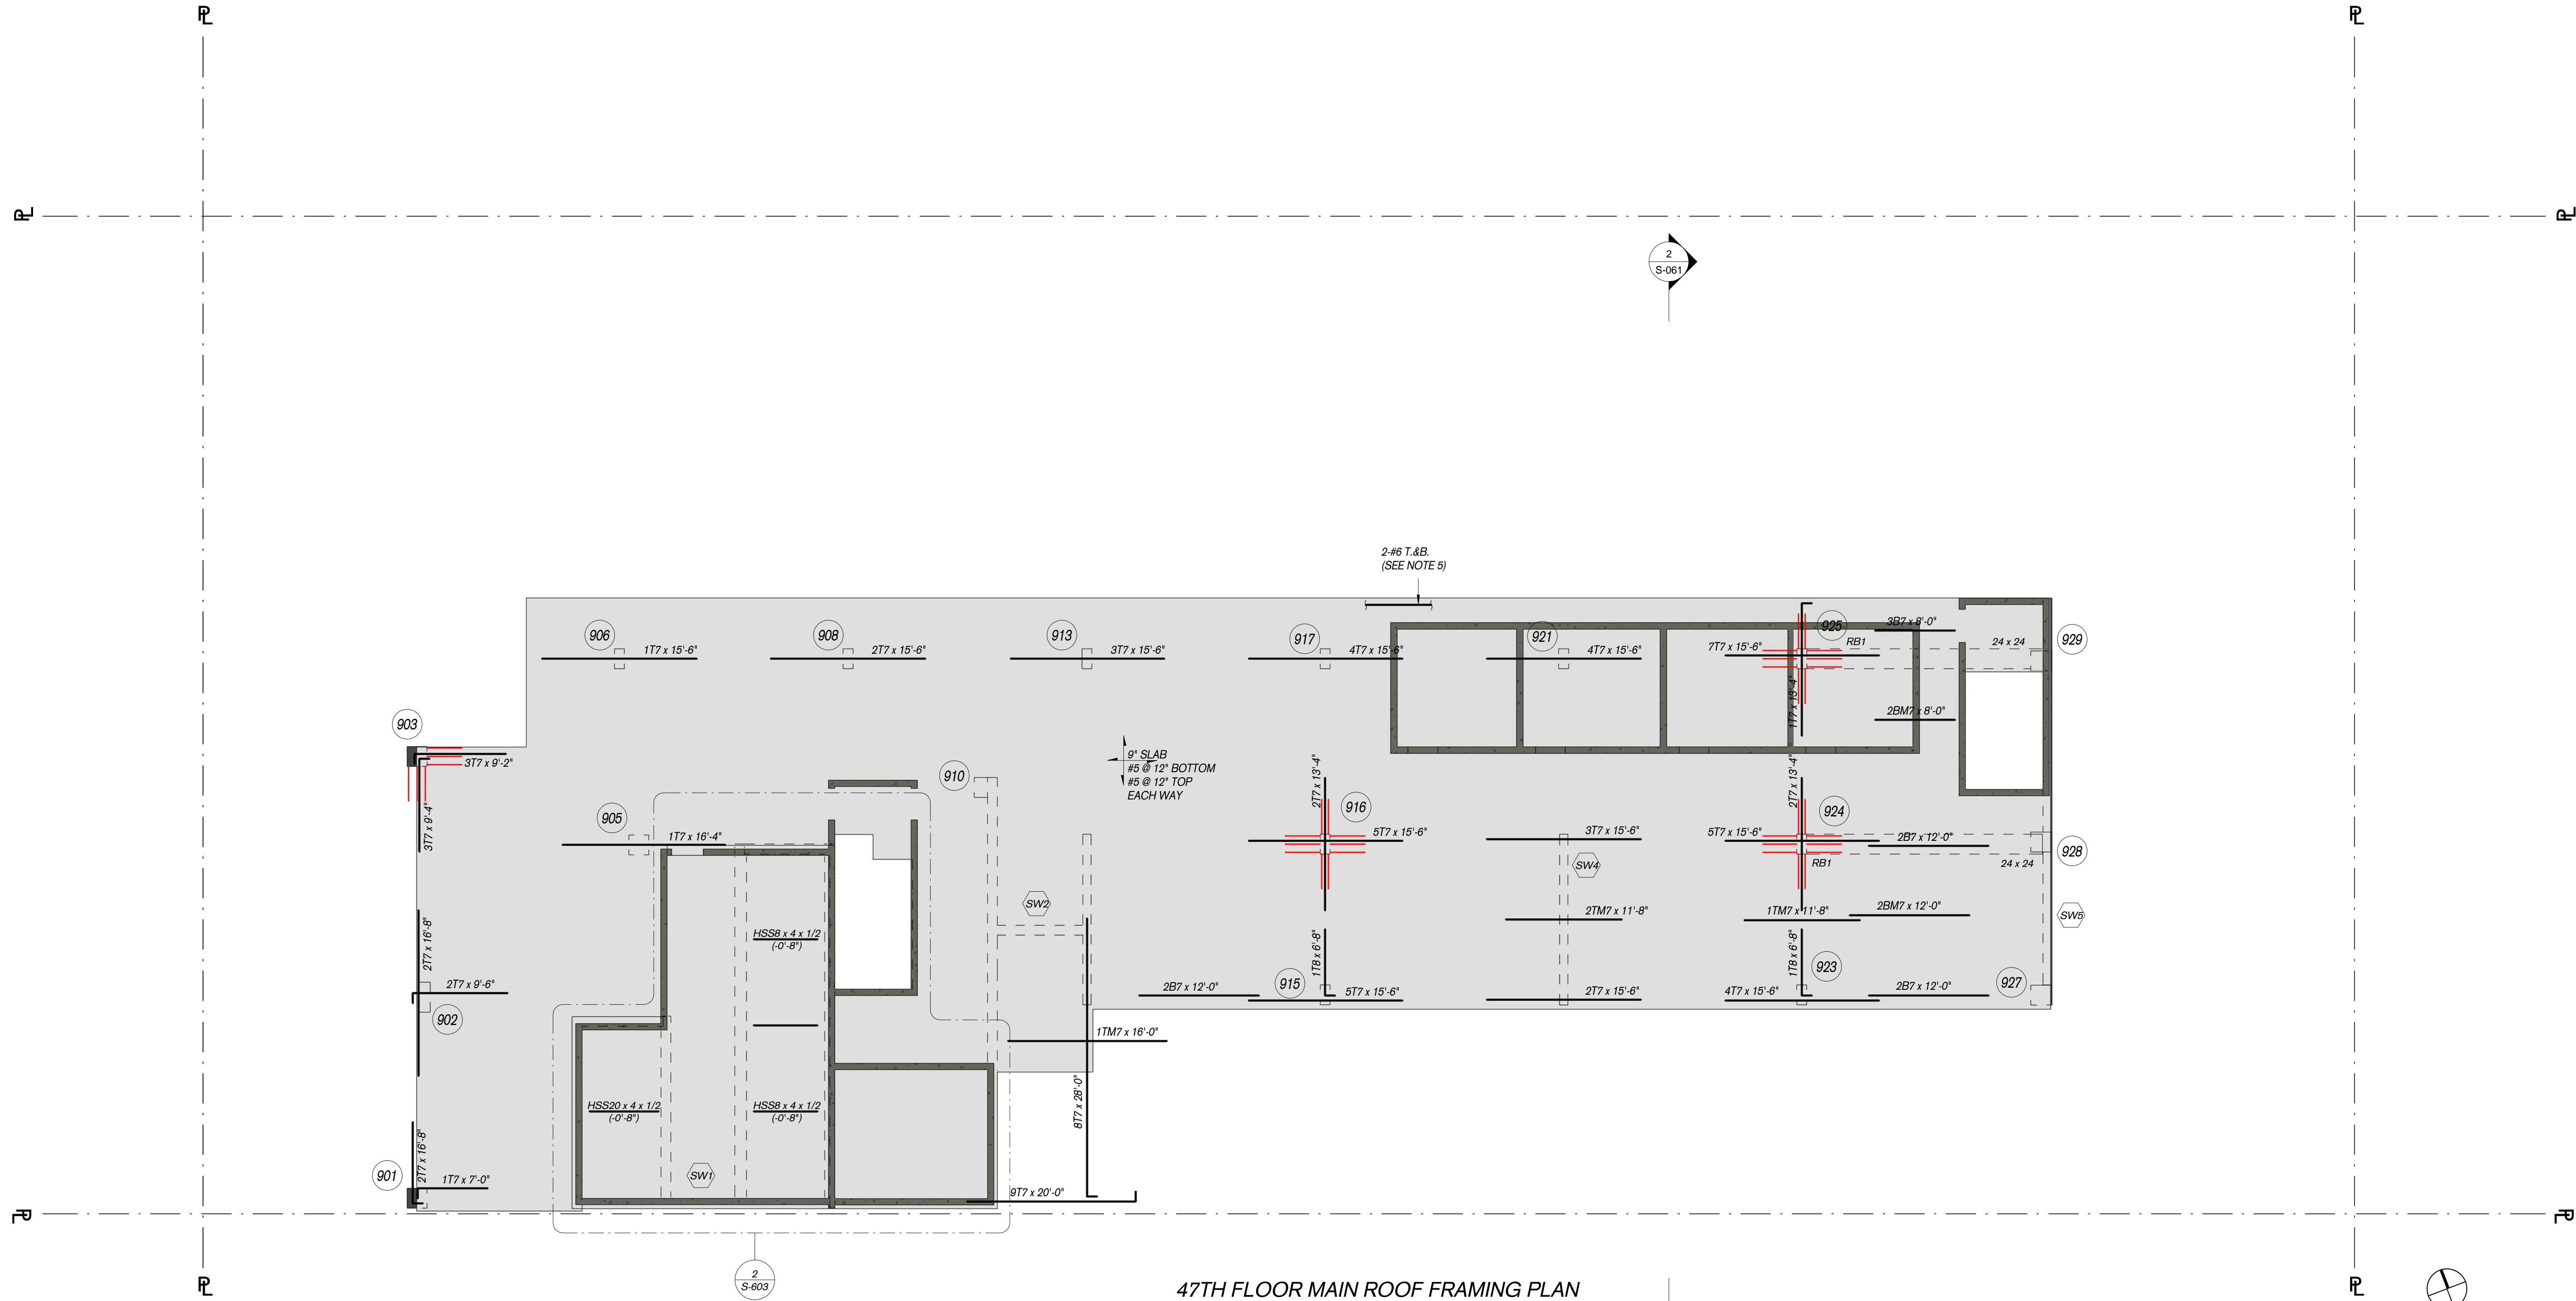 PL
PL
PL
PL
2
S-061
2-#6 T.&B.
(SEE NOTE 5)
906
1T7 x 15'-6"
908
2T7 x 15'-6"
913
3T7 x 15'-6"
917
4T7 x 15'-6"
921
4T7 x 15'-6"
925
7T7 x 15'-6"
RB1
3B7 x 8'-0"
24 x 24
929
1T7 x 13'-4"
2BM7 x 8'-0"
903
3T7 x 9'-2"
3T7 x 9'-4"
9" SLAB
#5 @ 12" BOTTOM
#5 @ 12" TOP
EACH WAY
910
905
1T7 x 16'-4"
2T7 x 13'-4"
916
5T7 x 15'-6"
3T7 x 15'-6"
SW4
2T7 x 13'-4"
924
5T7 x 15'-6"
RB1
2B7 x 12'-0"
24 x 24
928
SW2
2TM7 x 11'-8"
1TM7 x 11'-8"
2BM7 x 12'-0"
SW5
HSS8 x 4 x 1/2
(-0'-8")
2T7 x 16'-8"
2T7 x 9'-6"
902
1T8 x 6'-8"
915
2B7 x 12'-0"
5T7 x 15'-6"
2T7 x 15'-6"
1T8 x 6'-8"
923
4T7 x 15'-6"
2B7 x 12'-0"
927
1TM7 x 16'-0"
8T7 x 28'-0"
HSS20 x 4 x 1/2
(-0'-8")
HSS8 x 4 x 1/2
(-0'-8")
2T7 x 16'-8"
901
1T7 x 7'-0"
SW1
9T7 x 20'-0"
PL
PL
2
S-603
PL
PL
47TH FLOOR MAIN ROOF FRAMING PLAN